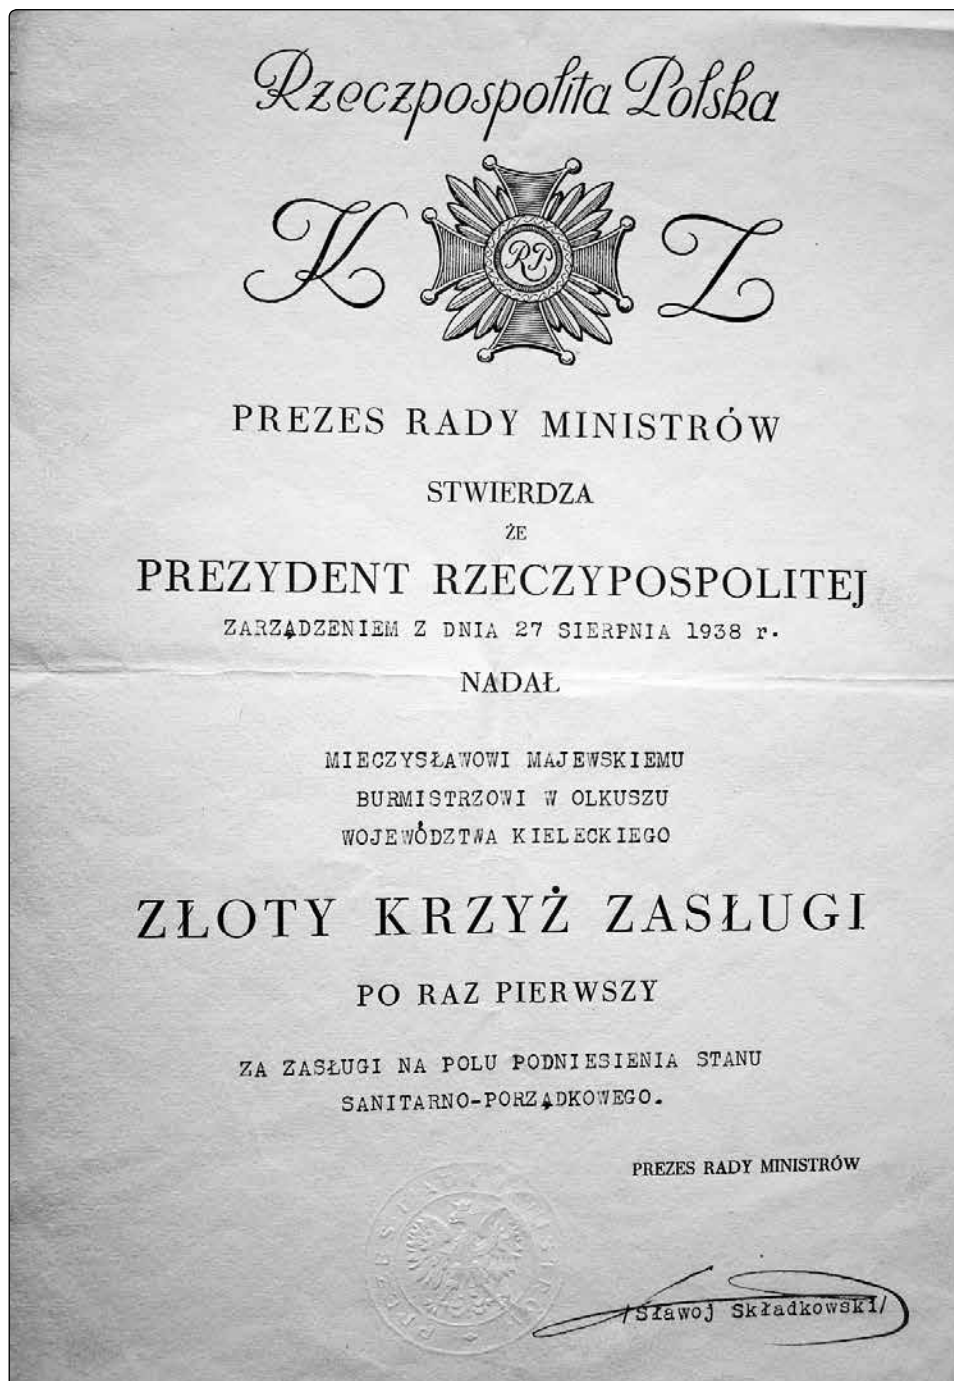 Rzeczpospolita Polska
K RP Z
PREZES RADY MINISTRÓW
STWIERDZA
ŻE
PREZYDENT RZECZYPOSPOLITEJ
ZARZĄDZENIEM Z DNIA 27 SIERPNIA 1938 r.
NADAŁ
MIECZYSŁAWOWI MAJEWSKIEMU
BURMISTRZOWI W OLKUSZU
WOJEWÓDZTWA KIELECKIEGO
ZŁOTY KRZYŻ ZASŁUGI
PO RAZ PIERWSZY
ZA ZASŁUGI NA POLU PODNIESIENIA STANU
SANITARNO-PORZĄDKOWEGO.
PREZES RADY MINISTRÓW
/Sławoj Składkowski/